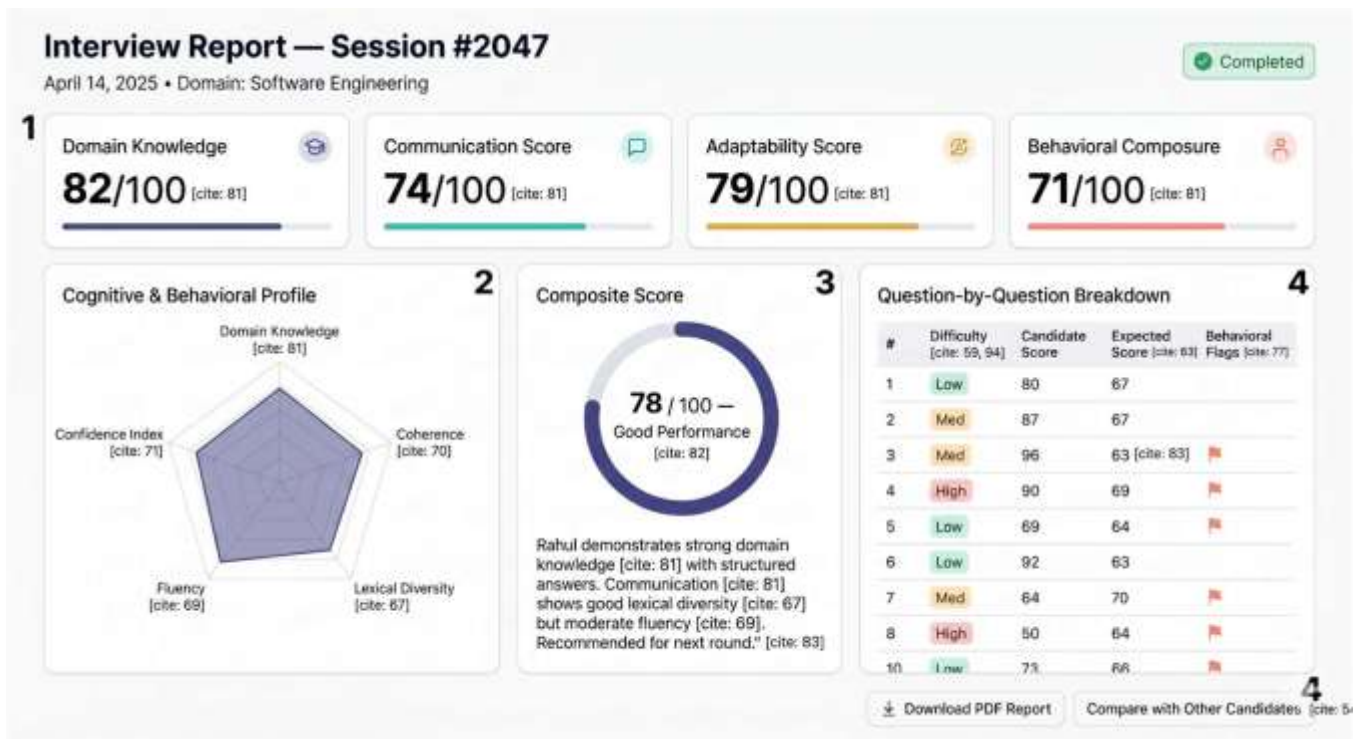 Interview Report — Session #2047
April 14, 2025 • Domain: Software Engineering
Completed
1
Domain Knowledge
82/100 [cite: 81]
Communication Score
74/100 [cite: 81]
Adaptability Score
79/100 [cite: 81]
Behavioral Composure
71/100 [cite: 81]
Cognitive & Behavioral Profile
2
Domain Knowledge
[cite: 81]
Confidence Index
[cite: 71]
Coherence
[cite: 70]
Fluency
[cite: 69]
Lexical Diversity
[cite: 67]
Composite Score
3
78 / 100 —
Good Performance
[cite: 82]
Rahul demonstrates strong domain
knowledge [cite: 81] with structured
answers. Communication [cite: 81]
shows good lexical diversity [cite: 67]
but moderate fluency [cite: 69].
Recommended for next round." [cite: 83]
Question-by-Question Breakdown
4
# Difficulty [cite: 59, 94] Candidate Score Expected Score [cite: 63] Behavioral Flags [cite: 77]
1 Low 80 67
2 Med 87 67
3 Med 96 63 [cite: 83]
4 High 90 69
5 Low 69 64
6 Low 92 63
7 Med 64 70
8 High 50 64
10 Low 73 66
4
Download PDF Report
Compare with Other Candidates [cite: 54